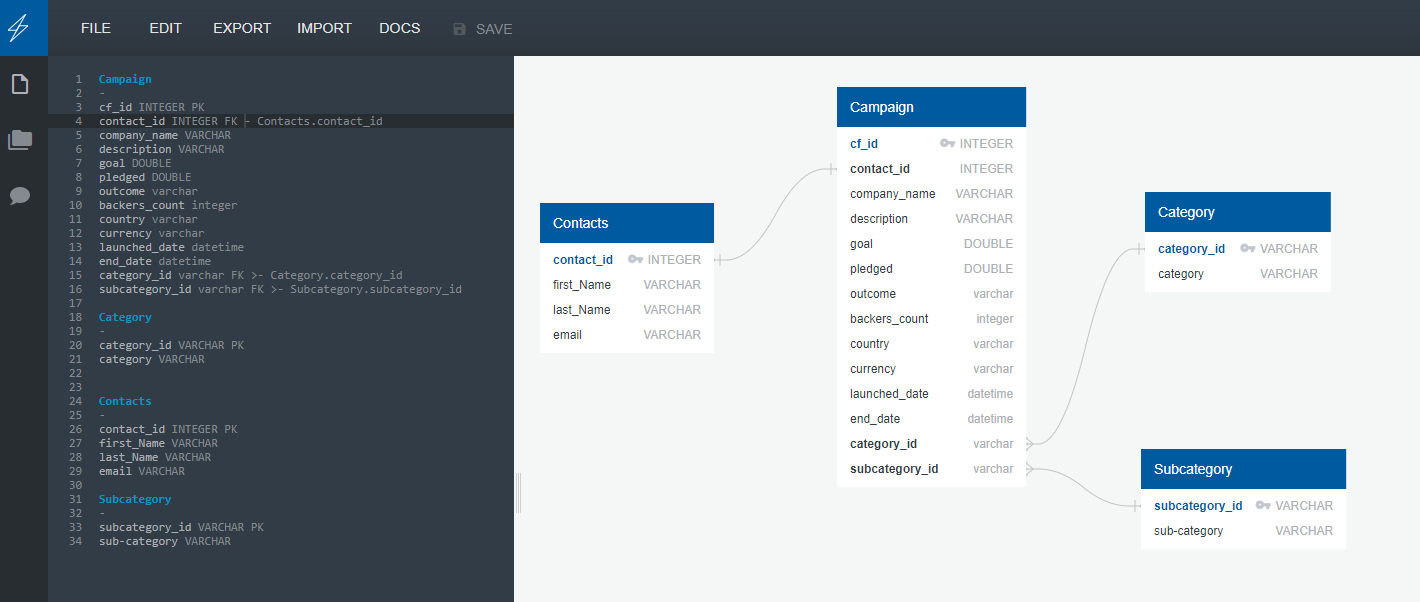 FILE EDIT EXPORT IMPORT DOCS SAVE
1 Campaign
2 -
3 cf_id INTEGER PK
4 contact_id INTEGER FK - Contacts.contact_id
5 company_name VARCHAR
6 description VARCHAR
7 goal DOUBLE
8 pledged DOUBLE
9 outcome varchar
10 backers_count integer
11 country varchar
12 currency varchar
13 launched_date datetime
14 end_date datetime
15 category_id varchar FK >- Category.category_id
16 subcategory_id varchar FK >- Subcategory.subcategory_id
17
18 Category
19 -
20 category_id VARCHAR PK
21 category VARCHAR
22
23
24 Contacts
25 -
26 contact_id INTEGER PK
27 first_Name VARCHAR
28 last_Name VARCHAR
29 email VARCHAR
30
31 Subcategory
32 -
33 subcategory_id VARCHAR PK
34 sub-category VARCHAR
Contacts
contact_id INTEGER
first_Name VARCHAR
last_Name VARCHAR
email VARCHAR
Campaign
cf_id INTEGER
contact_id INTEGER
company_name VARCHAR
description VARCHAR
goal DOUBLE
pledged DOUBLE
outcome varchar
backers_count integer
country varchar
currency varchar
launched_date datetime
end_date datetime
category_id varchar
subcategory_id varchar
Category
category_id VARCHAR
category VARCHAR
Subcategory
subcategory_id VARCHAR
sub-category VARCHAR